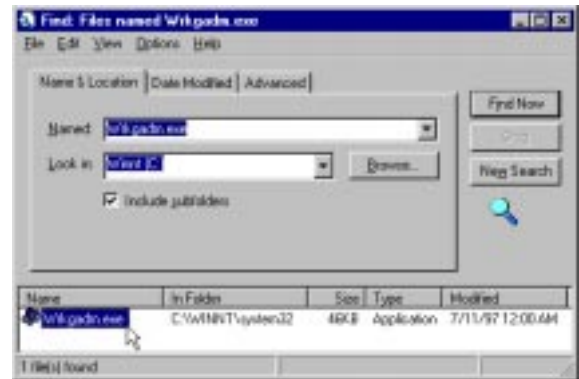 Find: Files named Wrkgadm.exe
File Edit View Options Help
Name & Location Date Modified Advanced
Named: Wrkgadm.exe
Look in: Winnt (C:)
Browse...
Include subfolders
Find Now
Stop
New Search
Name In Folder Size Type Modified
Wrkgadm.exe C:\WINNT\system32 46KB Application 7/11/97 12:00 AM
1 file(s) found